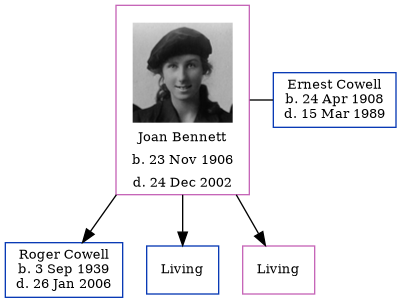 Joan Bennett
b. 23 Nov 1906
d. 24 Dec 2002
Ernest Cowell
b. 24 Apr 1908
d. 15 Mar 1989
Roger Cowell
b. 3 Sep 1939
d. 26 Jan 2006
Living
Living